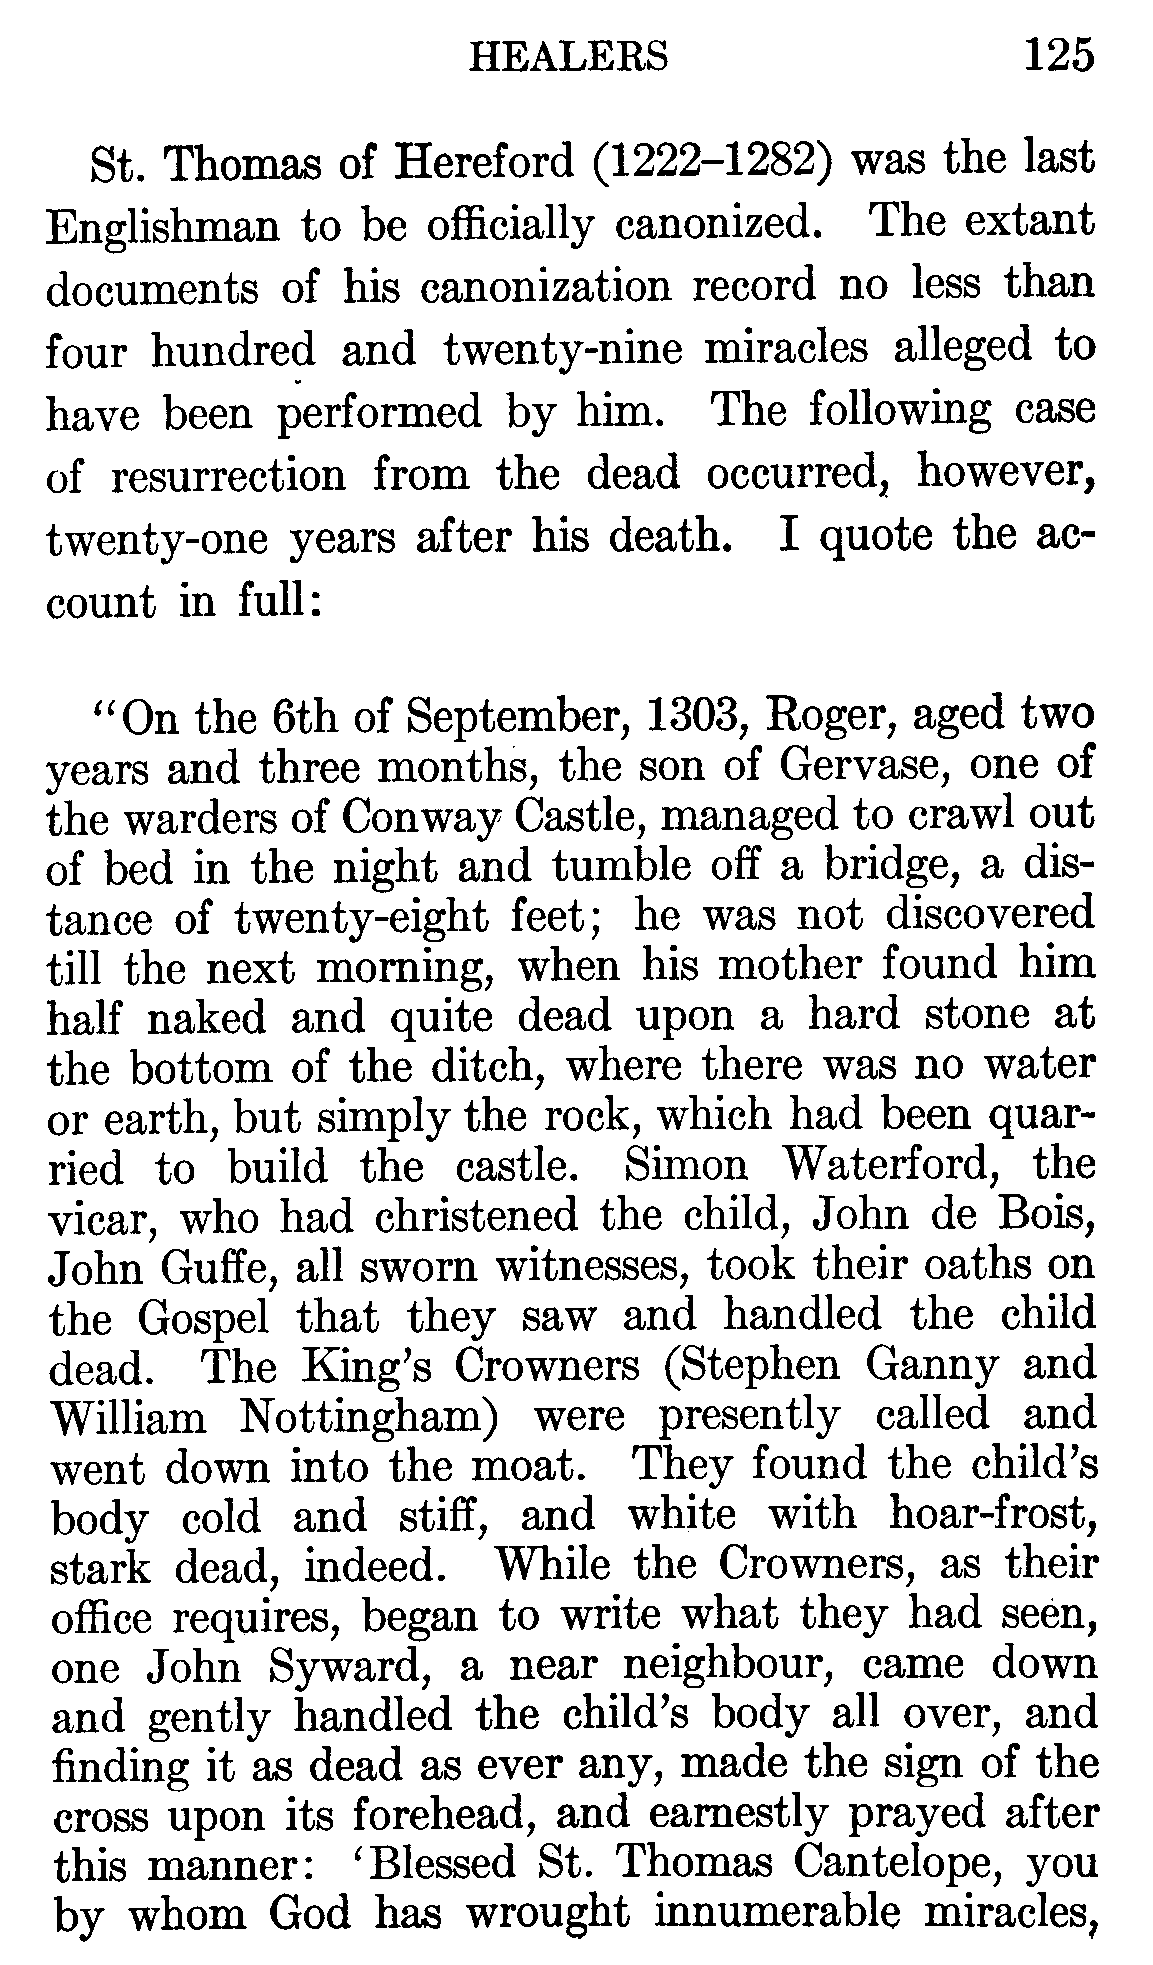 HEALERS 125
St. Thomas of Hereford (1222–1282) was the last
Englishman to be officially canonized. The extant
documents of his canonization record no less than
four hundred and twenty-nine miracles alleged to
have been performed by him. The following case
of resurrection from the dead occurred, however,
twenty-one years after his death. I quote the ac-
count in full:
“On the 6th of September, 1303, Roger, aged two
years and three months, the son of Gervase, one of
the warders of Conway Castle, managed to crawl out
of bed in the night and tumble off a bridge, a dis-
tance of twenty-eight feet; he was not discovered
till the next morning, when his mother found him
half naked and quite dead upon a hard stone at
the bottom of the ditch, where there was no water
or earth, but simply the rock, which had been quar-
ried to build the castle. Simon Waterford, the
vicar, who had christened the child, John de Bois,
John Guffe, all sworn witnesses, took their oaths on
the Gospel that they saw and handled the child
dead. The King’s Crowners (Stephen Ganny and
William Nottingham) were presently called and
went down into the moat. They found the child’s
body cold and stiff, and white with hoar-frost,
stark dead, indeed. While the Crowners, as their
office requires, began to write what they had seen,
one John Syward, a near neighbour, came down
and gently handled the child’s body all over, and
finding it as dead as ever any, made the sign of the
cross upon its forehead, and earnestly prayed after
this manner: ‘Blessed St. Thomas Cantelope, you
by whom God has wrought innumerable miracles,